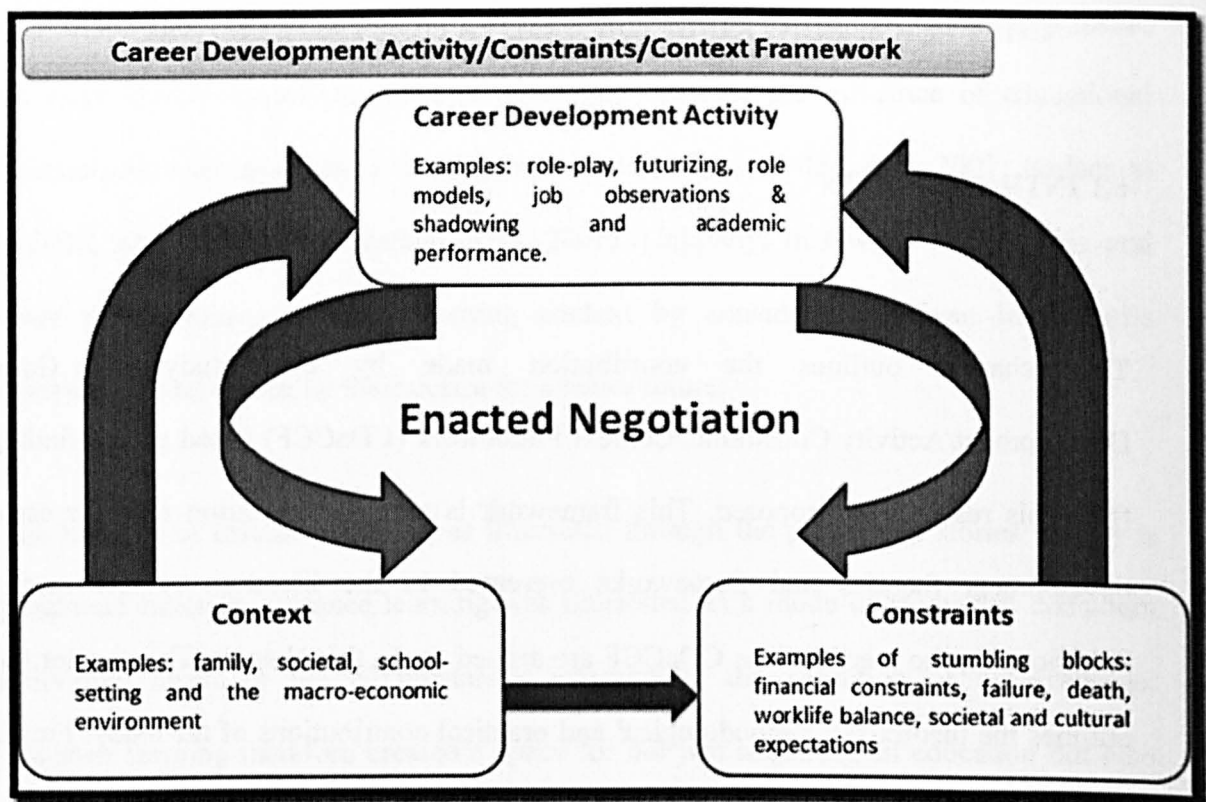 Career Development Activity/Constraints/Context Framework
Career Development Activity
Examples: role-play, futurizing, role
models, job observations &
shadowing and academic
performance.
Enacted Negotiation
Context
Examples: family, societal, school-
setting and the macro-economic
environment
Constraints
Examples of stumbling blocks:
financial constraints, failure, death,
worklife balance, societal and cultural
expectations